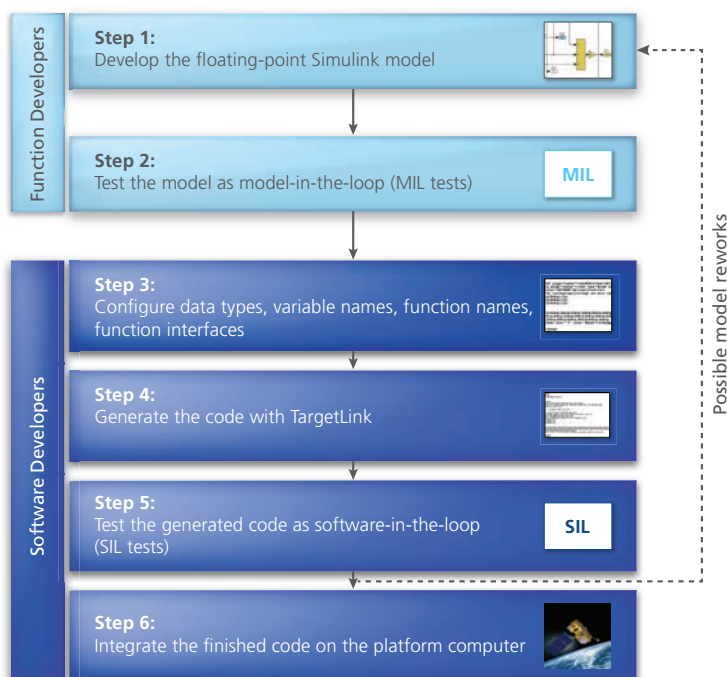 Function Developers
Step 1:
Develop the floating-point Simulink model
Step 2:
Test the model as model-in-the-loop (MIL tests)
MIL
Software Developers
Step 3:
Configure data types, variable names, function names,
function interfaces
Step 4:
Generate the code with TargetLink
Step 5:
Test the generated code as software-in-the-loop
(SIL tests)
SIL
Step 6:
Integrate the finished code on the platform computer
Possible model reworks